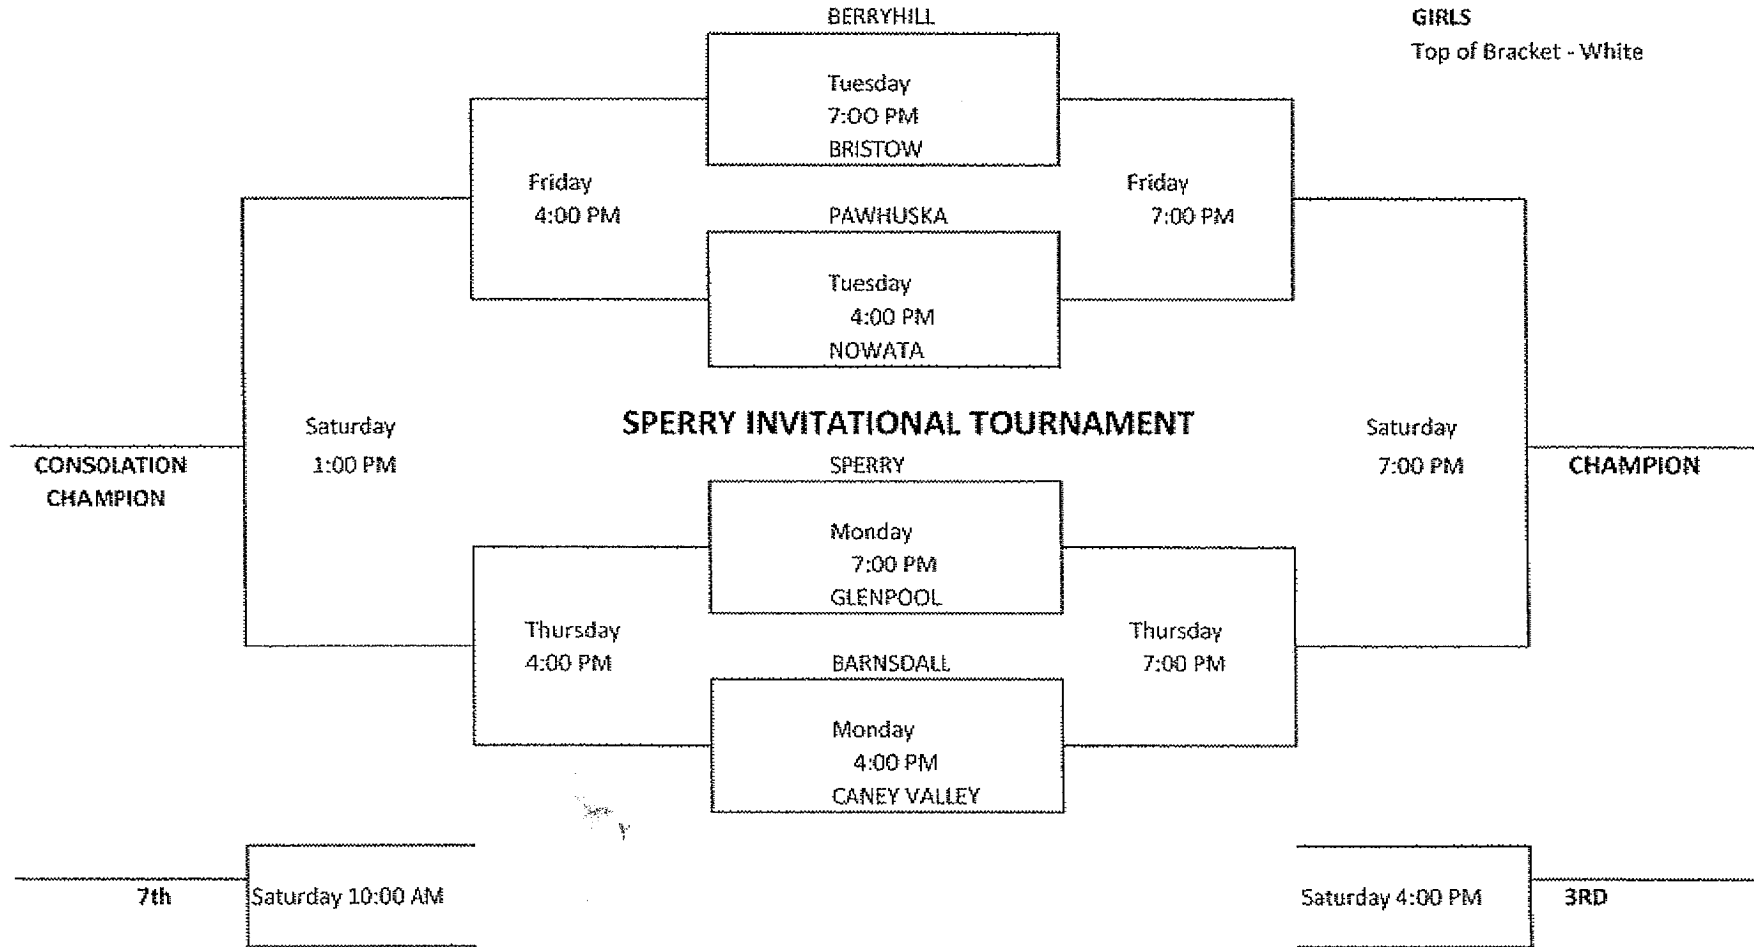 BERRYHILL
GIRLS
Top of Bracket - White
Tuesday
7:00 PM
BRISTOW
Friday
4:00 PM
Friday
7:00 PM
PAWHUSKA
Tuesday
4:00 PM
NOWATA
SPERRY INVITATIONAL TOURNAMENT
Saturday
1:00 PM
CONSOLATION
CHAMPION
Saturday
7:00 PM
CHAMPION
SPERRY
Monday
7:00 PM
GLENPOOL
Thursday
4:00 PM
Thursday
7:00 PM
BARNSDALL
Monday
4:00 PM
CANEY VALLEY
7th
Saturday 10:00 AM
Saturday 4:00 PM
3RD